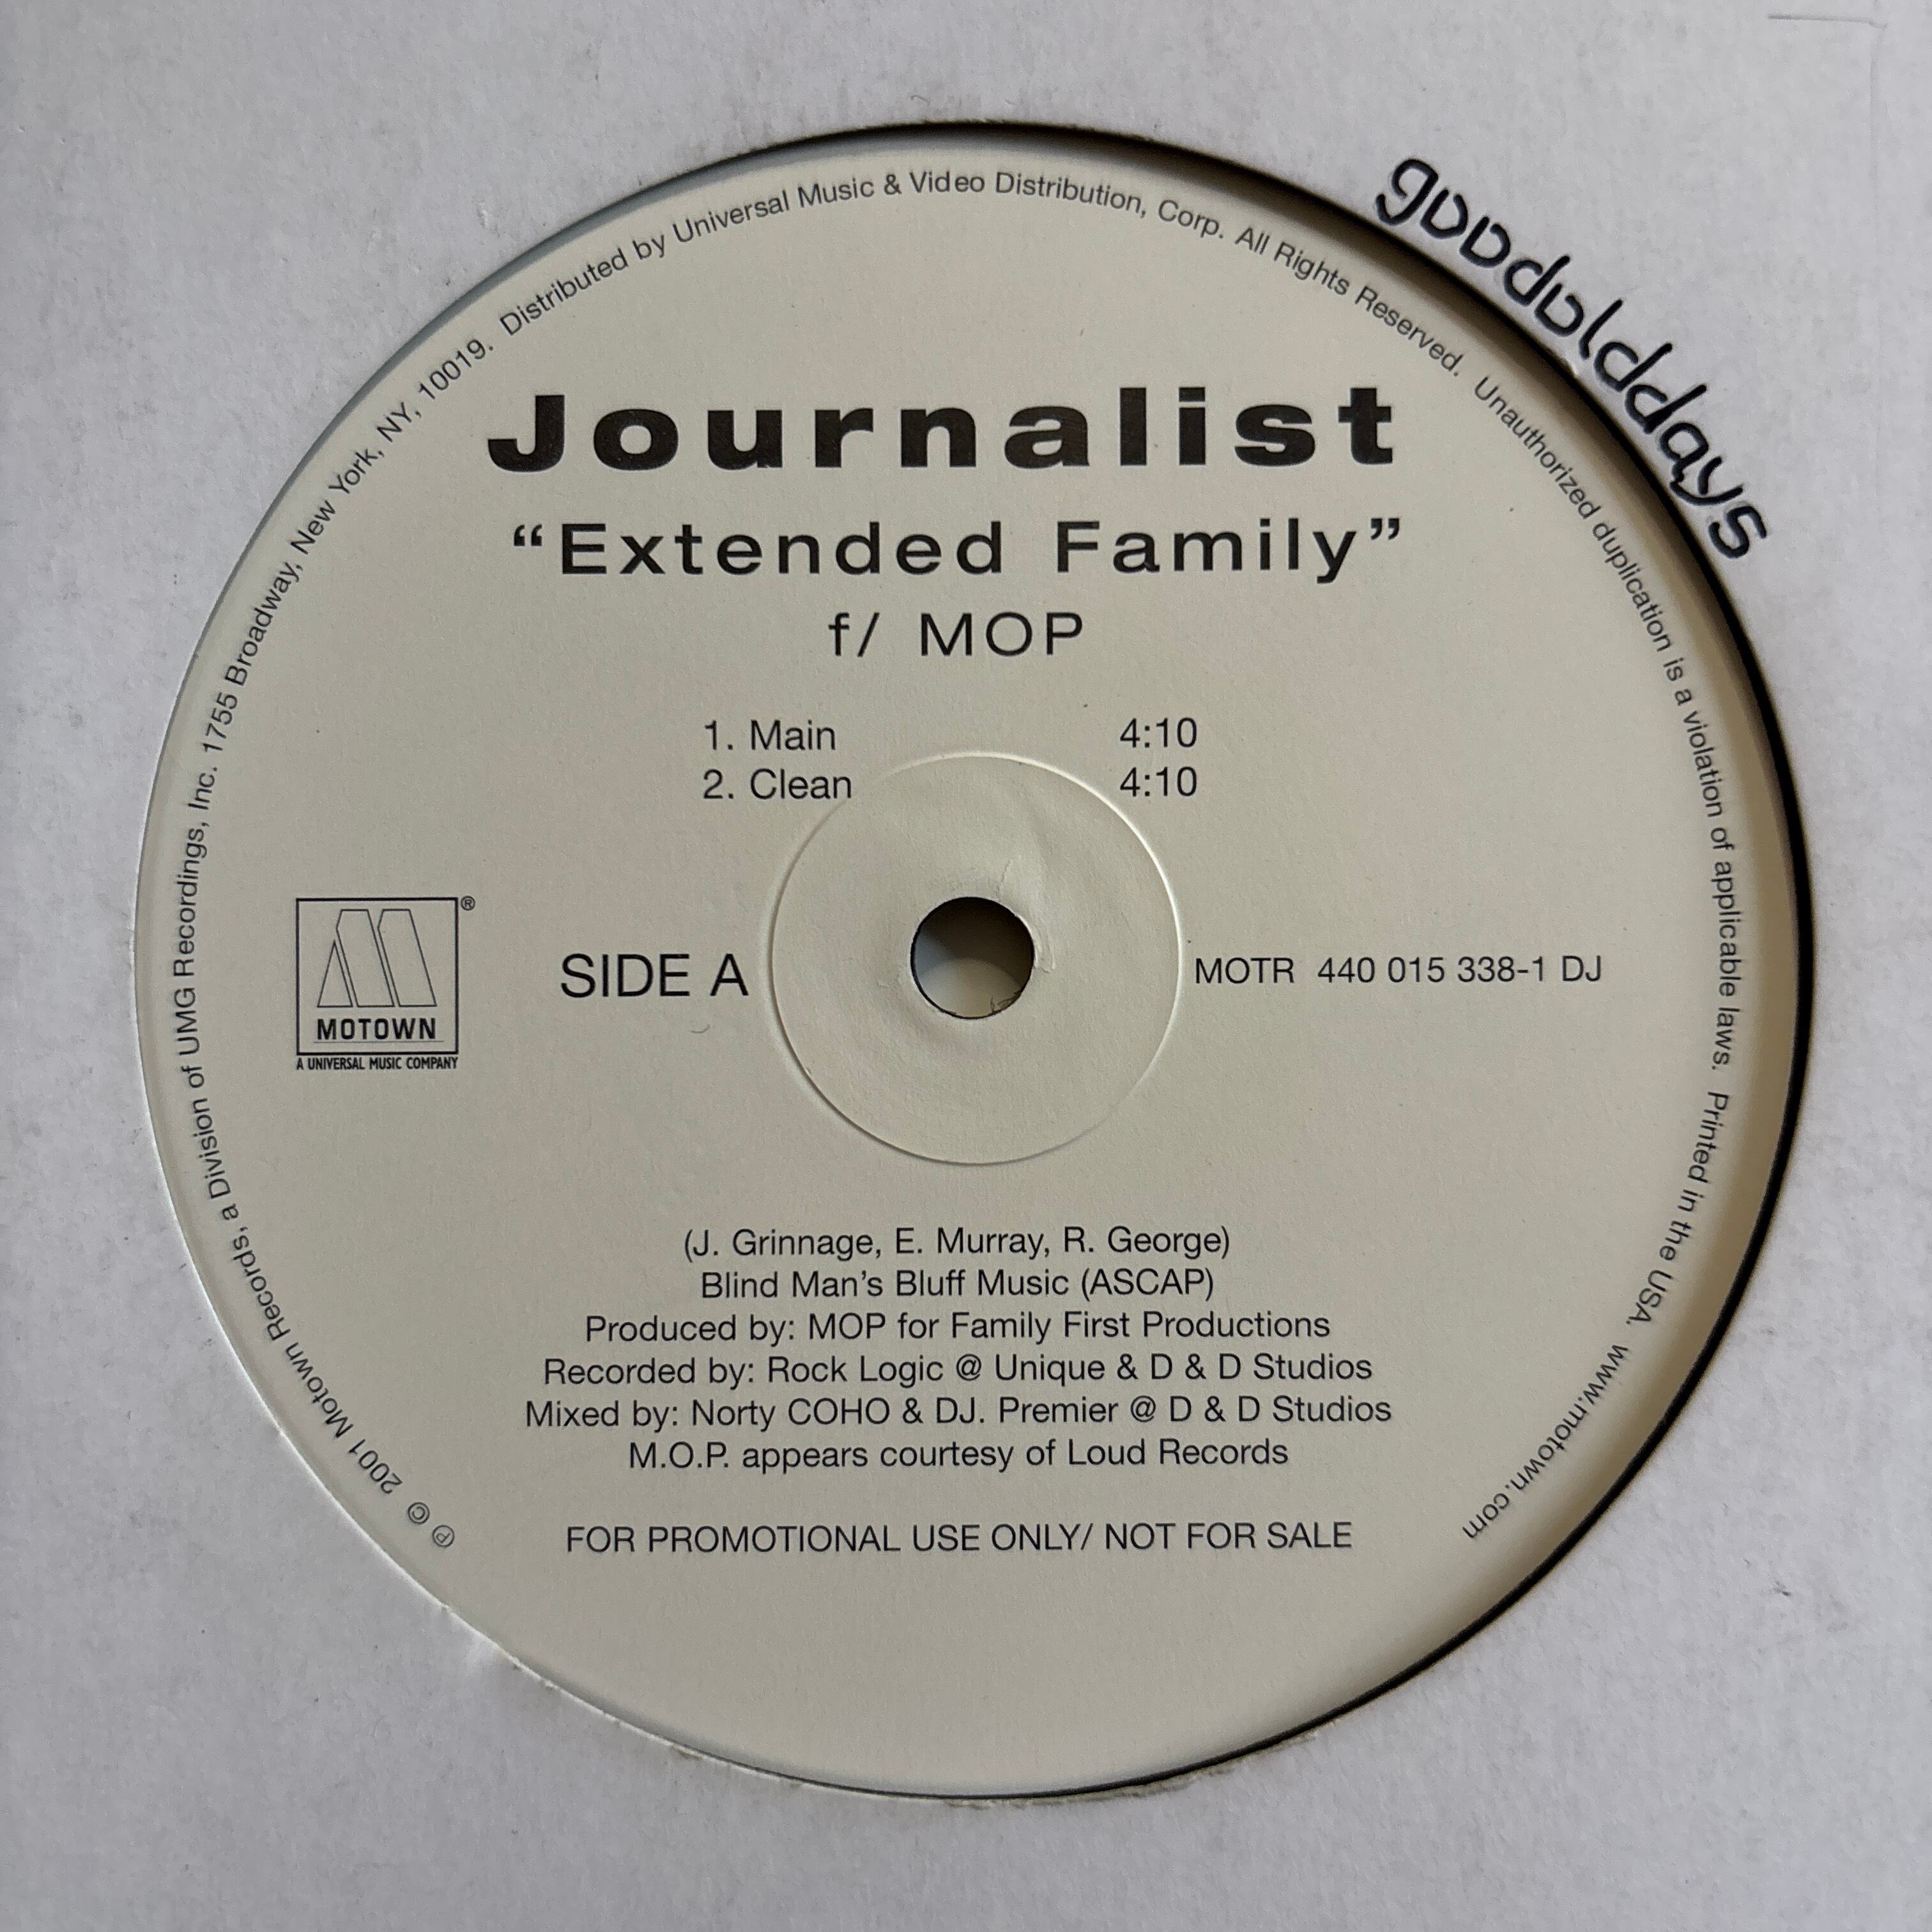 Journalist
“Extended Family”
f/ MOP
1. Main 4:10
2. Clean 4:10
®
MOTOWN
A UNIVERSAL MUSIC COMPANY
SIDE A
MOTR 440 015 338-1 DJ
(J. Grinnage, E. Murray, R. George)
Blind Man’s Bluff Music (ASCAP)
Produced by: MOP for Family First Productions
Recorded by: Rock Logic @ Unique & D & D Studios
Mixed by: Norty COHO & DJ. Premier @ D & D Studios
M.O.P. appears courtesy of Loud Records
FOR PROMOTIONAL USE ONLY/ NOT FOR SALE
℗ © 2001 Motown Records, a Division of UMG Recordings, Inc. 1755 Broadway, New York, NY, 10019. Distributed by Universal Music & Video Distribution, Corp. All Rights Reserved. Unauthorized duplication is a violation of applicable laws. Printed in the USA. www.motown.com
goodolddays